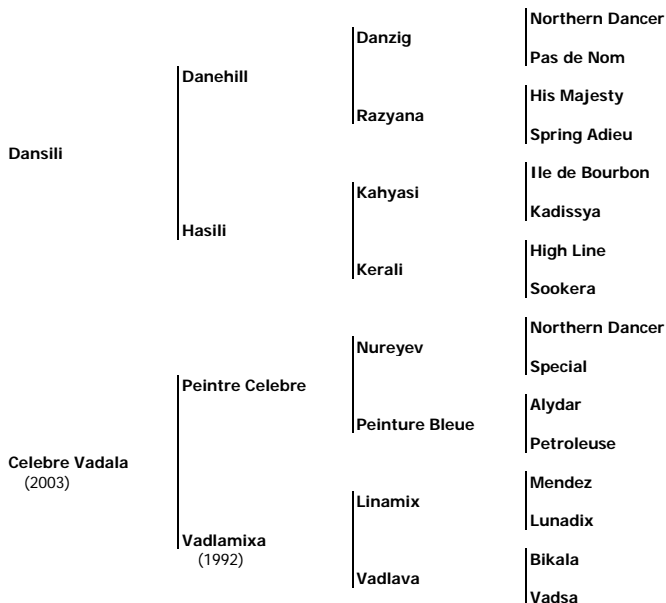 Northern Dancer
Danzig
Pas de Nom
Danehill
His Majesty
Razyana
Spring Adieu
Dansili
Ile de Bourbon
Kahyasi
Kadissya
Hasili
High Line
Kerali
Sookera
Northern Dancer
Nureyev
Special
Peintre Celebre
Alydar
Peinture Bleue
Petroleuse
Celebre Vadala
(2003)
Mendez
Linamix
Lunadix
Vadlamixa
(1992)
Bikala
Vadlava
Vadsa